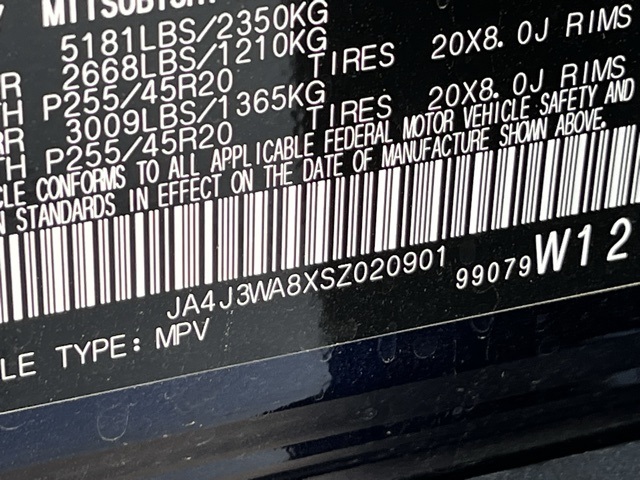 MITSUBISHI
5181LBS/2350KG
2668LBS/1210KG TIRES 20X8.0J RIMS
P255/45R20
3009LBS/1365KG TIRES 20X8.0J RIMS
P255/45R20
CONFORMS TO ALL APPLICABLE FEDERAL MOTOR VEHICLE SAFETY AND
STANDARDS IN EFFECT ON THE DATE OF MANUFACTURE SHOWN ABOVE.
JA4J3WA8XSZ020901 99079 W12
LE TYPE: MPV